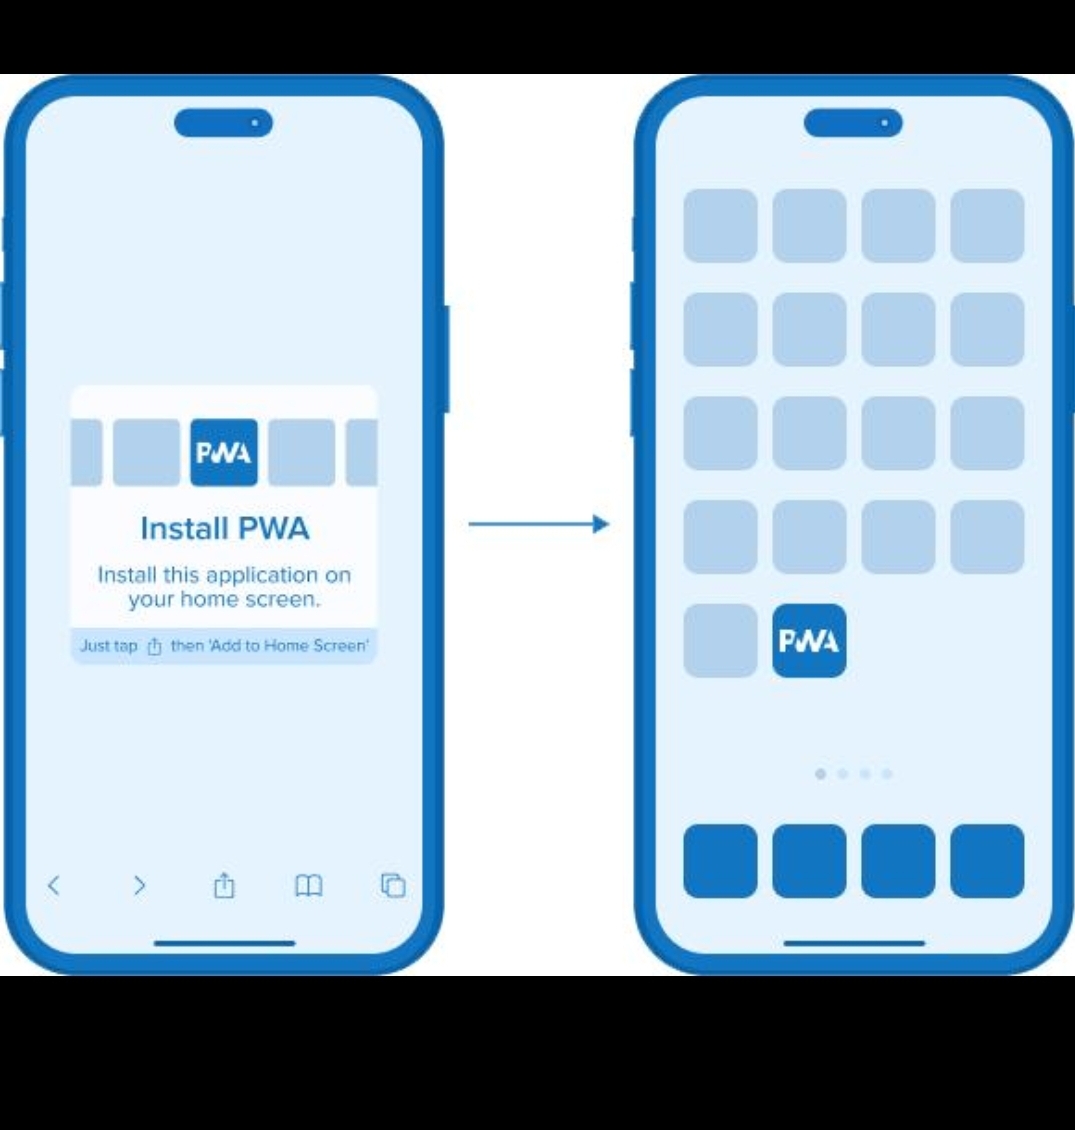 PWA
Install PWA
Install this application on
your home screen.
Just tap then 'Add to Home Screen'
PWA